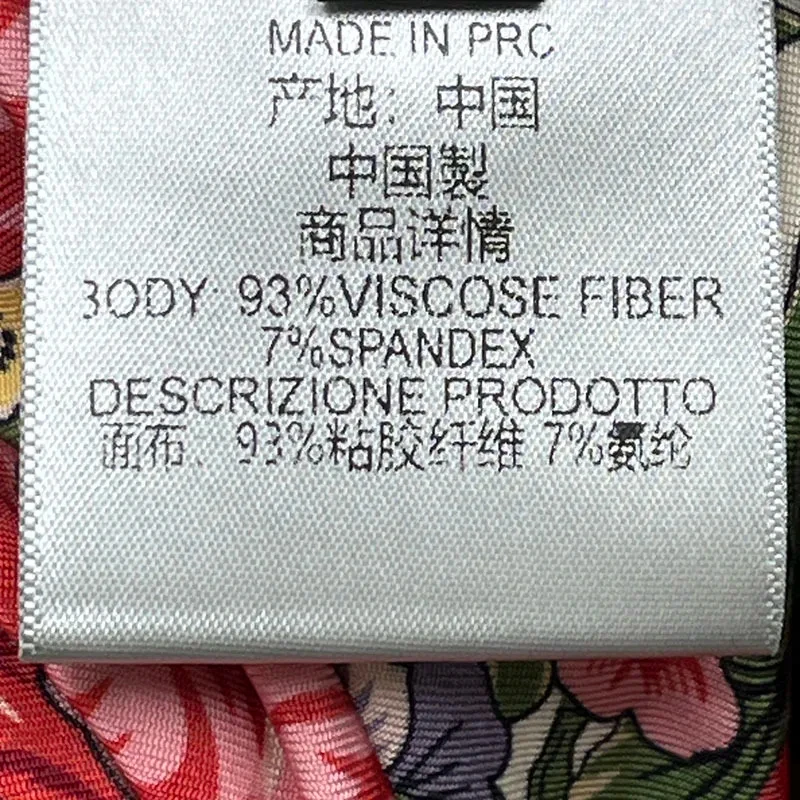 MADE IN PRC
产地：中国
中国製
商品详情
BODY: 93%VISCOSE FIBER
7%SPANDEX
DESCRIZIONE PRODOTTO
面布：93%粘胶纤维 7%氨纶